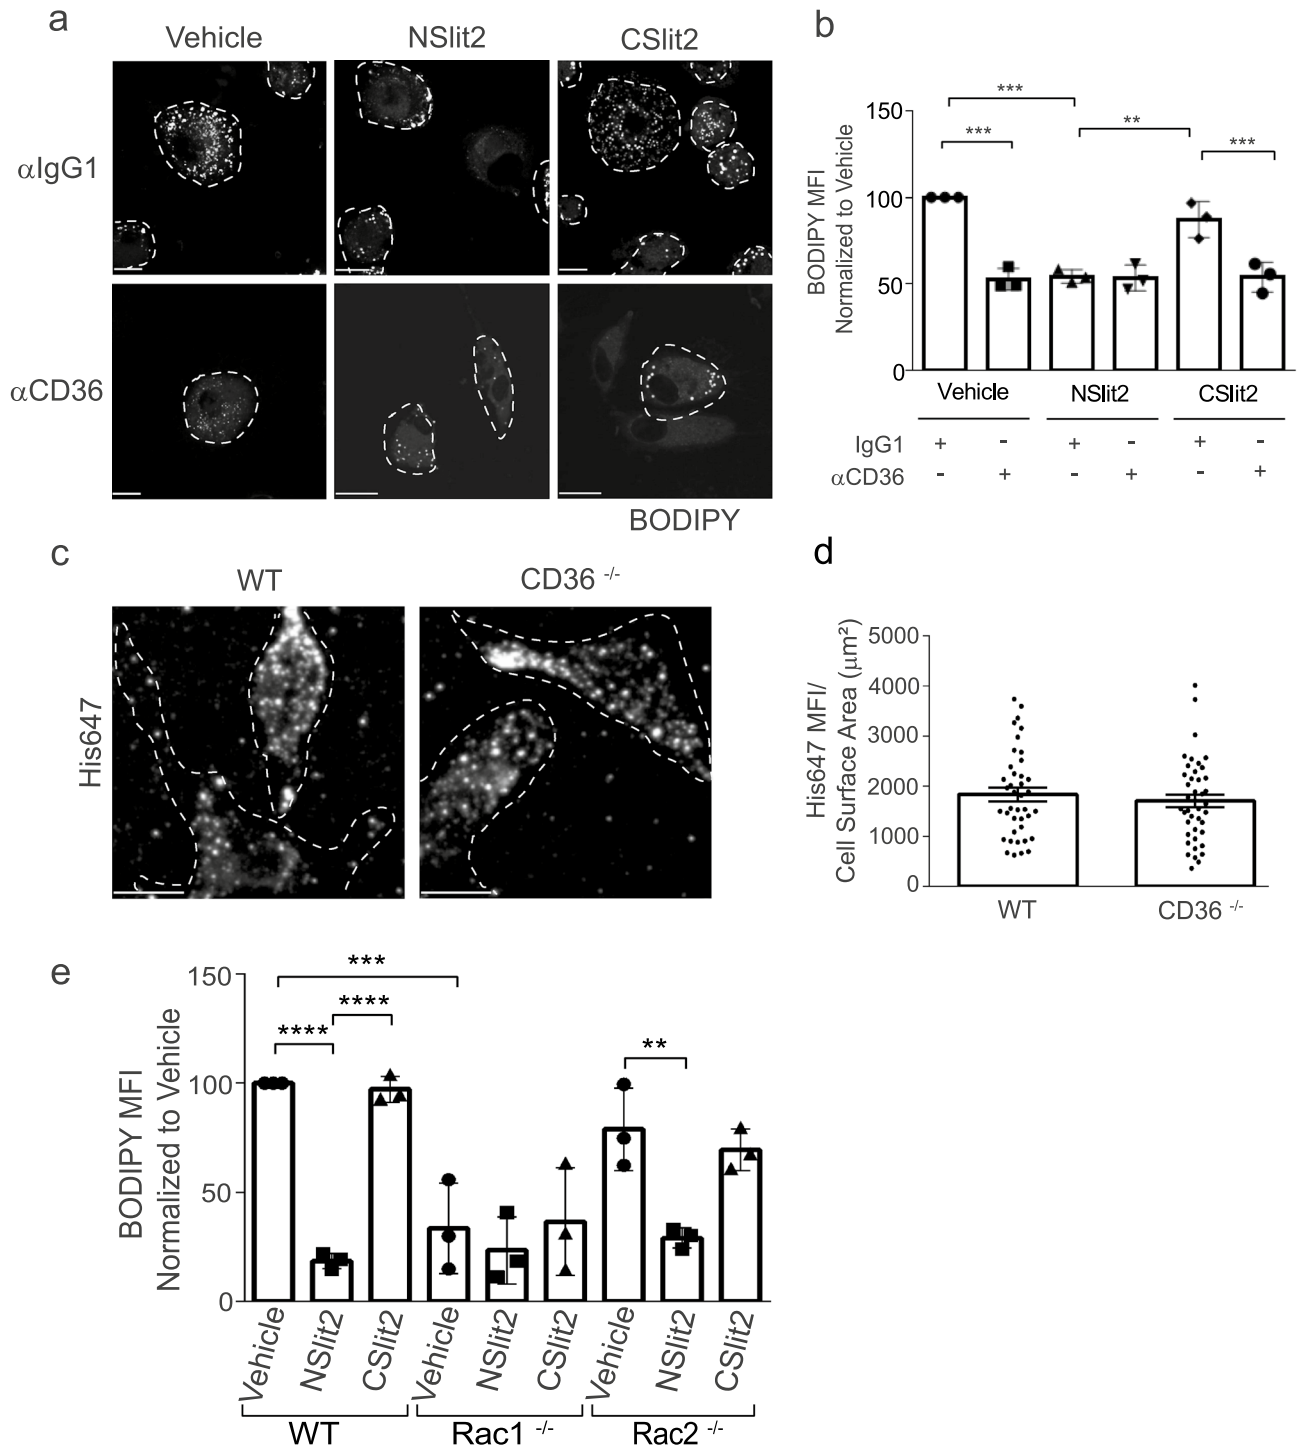 a
Vehicle NSlit2 CSlit2
αIgG1
αCD36
BODIPY
b
BODIPY MFI
Normalized to Vehicle
150
100
50
0
***
***
**
***
Vehicle NSlit2 CSlit2
IgG1 + - + - + -
αCD36 - + - + - +
c
WT CD36 -/-
His647
d
His647 MFI/
Cell Surface Area (µm²)
5000
4000
3000
2000
1000
0
WT CD36 -/-
e
BODIPY MFI
Normalized to Vehicle
150
100
50
0
***
****
****
**
Vehicle NSlit2 CSlit2 Vehicle NSlit2 CSlit2 Vehicle NSlit2 CSlit2
WT Rac1 -/- Rac2 -/-